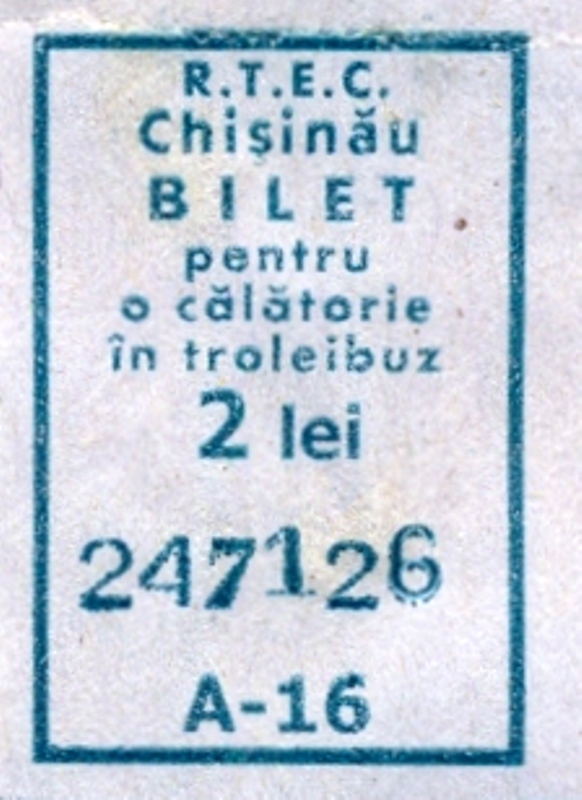 R.T.E.C.
Chișinău
BILET
pentru
o călătorie
în troleibuz
2 lei
247126
A-16